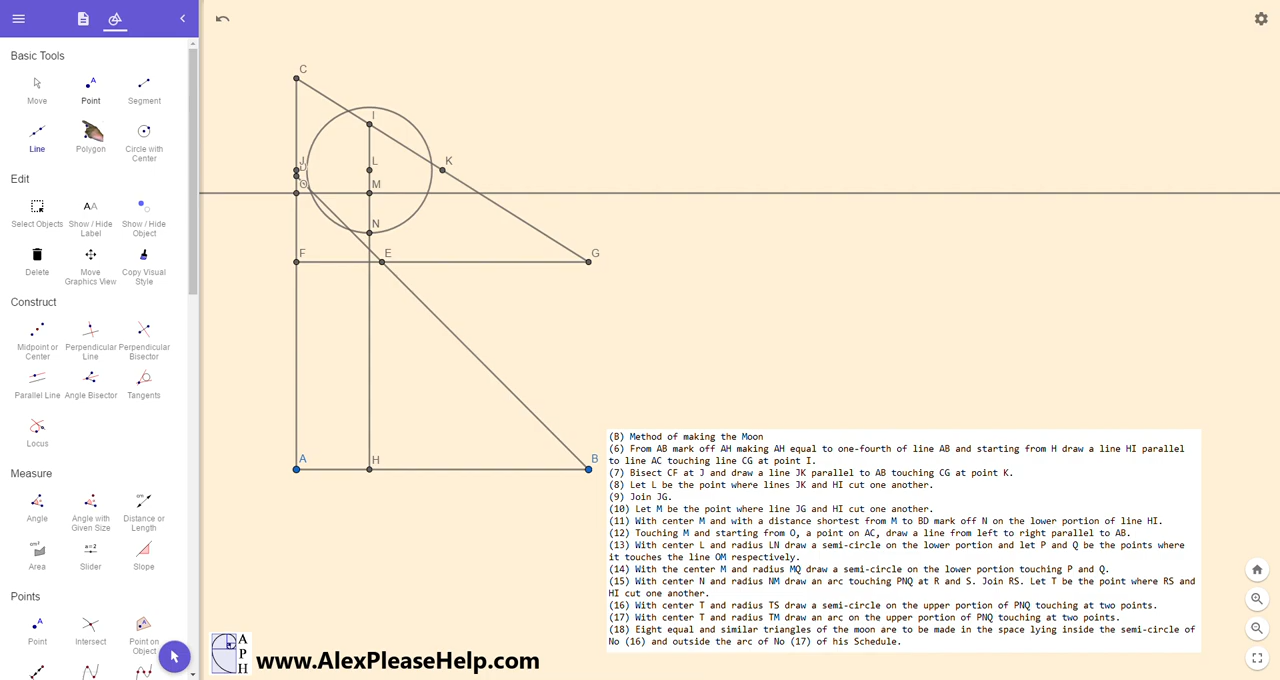 Basic Tools
Move
Point
Segment
Line
Polygon
Circle with
Center
Edit
Select Objects
Show / Hide
Label
Show / Hide
Object
Delete
Move
Graphics View
Copy Visual
Style
Construct
Midpoint or
Center
Perpendicular
Line
Perpendicular
Bisector
Parallel Line
Angle Bisector
Tangents
Locus
Measure
Angle
Angle with
Given Size
Distance or
Length
Area
Slider
Slope
Points
Point
Intersect
Point on
Object
C
I
J
D
L
K
O
M
N
F
E
G
A
H
B
(B) Method of making the Moon
(6) From AB mark off AH making AH equal to one-fourth of line AB and starting from H draw a line HI parallel
to line AC touching line CG at point I.
(7) Bisect CF at J and draw a line JK parallel to AB touching CG at point K.
(8) Let L be the point where lines JK and HI cut one another.
(9) Join JG.
(10) Let M be the point where line JG and HI cut one another.
(11) With center M and with a distance shortest from M to BD mark off N on the lower portion of line HI.
(12) Touching M and starting from O, a point on AC, draw a line from left to right parallel to AB.
(13) With center L and radius LN draw a semi-circle on the lower portion and let P and Q be the points where
it touches the line OM respectively.
(14) With the center M and radius MQ draw a semi-circle on the lower portion touching P and Q.
(15) With center N and radius NM draw an arc touching PNQ at R and S. Join RS. Let T be the point where RS and
HI cut one another.
(16) With center T and radius TS draw a semi-circle on the upper portion of PNQ touching at two points.
(17) With center T and radius TM draw an arc on the upper portion of PNQ touching at two points.
(18) Eight equal and similar triangles of the moon are to be made in the space lying inside the semi-circle of
No (16) and outside the arc of No (17) of his Schedule.
A
P
H
www.AlexPleaseHelp.com